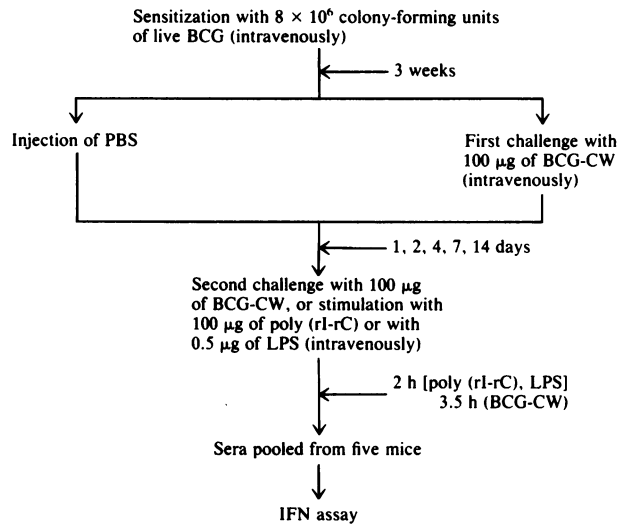 Sensitization with 8 × 10⁶ colony-forming units
of live BCG (intravenously)
3 weeks
Injection of PBS
First challenge with
100 μg of BCG-CW
(intravenously)
1, 2, 4, 7, 14 days
Second challenge with 100 μg
of BCG-CW, or stimulation with
100 μg of poly (rI-rC) or with
0.5 μg of LPS (intravenously)
2 h [poly (rI-rC), LPS]
3.5 h (BCG-CW)
Sera pooled from five mice
IFN assay